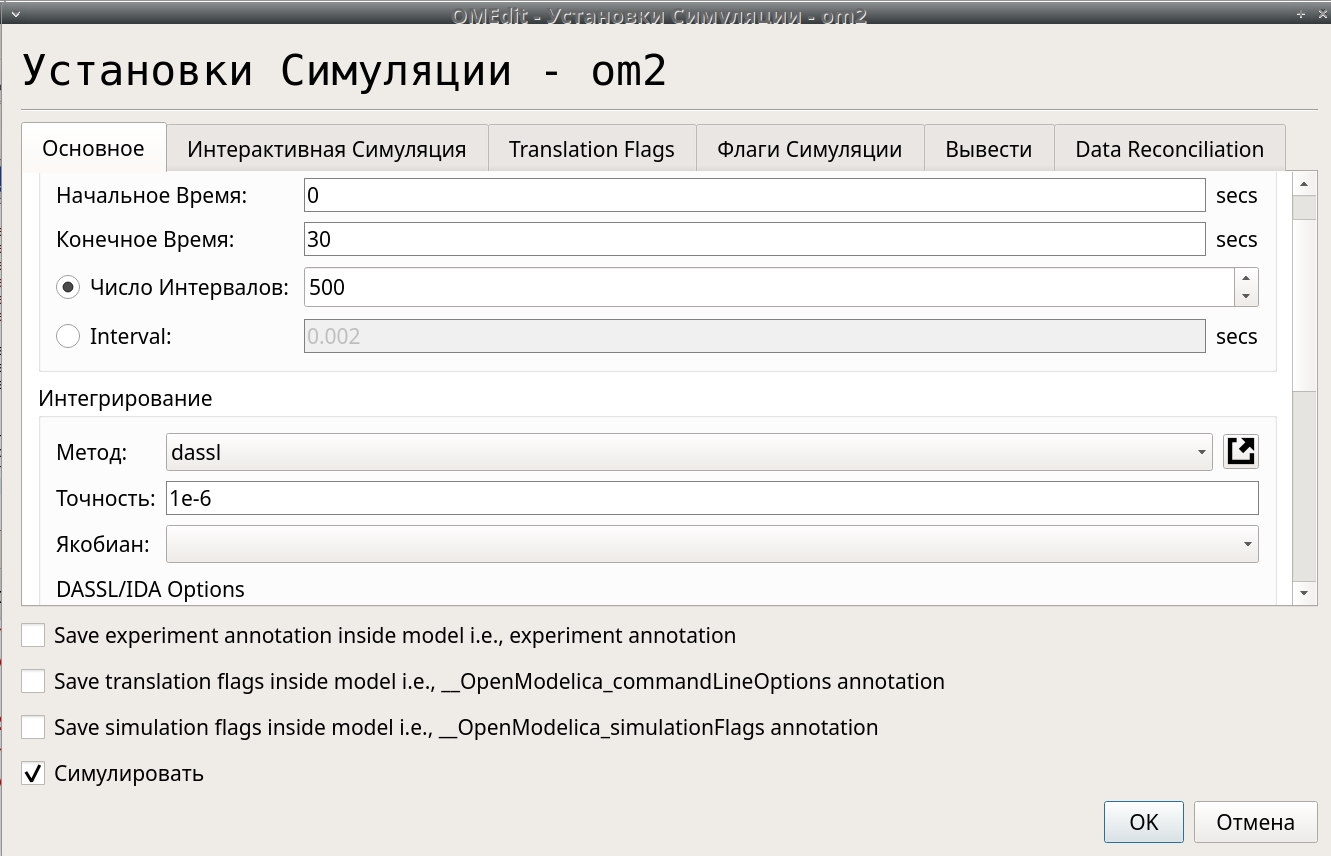 OMEdit - Установки Симуляции - om2
Установки Симуляции - om2
Основное Интерактивная Симуляция Translation Flags Флаги Симуляции Вывести Data Reconciliation
Начальное Время: 0 secs
Конечное Время: 30 secs
Число Интервалов: 500
Interval: 0.002 secs
Интегрирование
Метод: dassl
Точность: 1e-6
Якобиан:
DASSL/IDA Options
Save experiment annotation inside model i.e., experiment annotation
Save translation flags inside model i.e., __OpenModelica_commandLineOptions annotation
Save simulation flags inside model i.e., __OpenModelica_simulationFlags annotation
Симулировать
OK Отмена